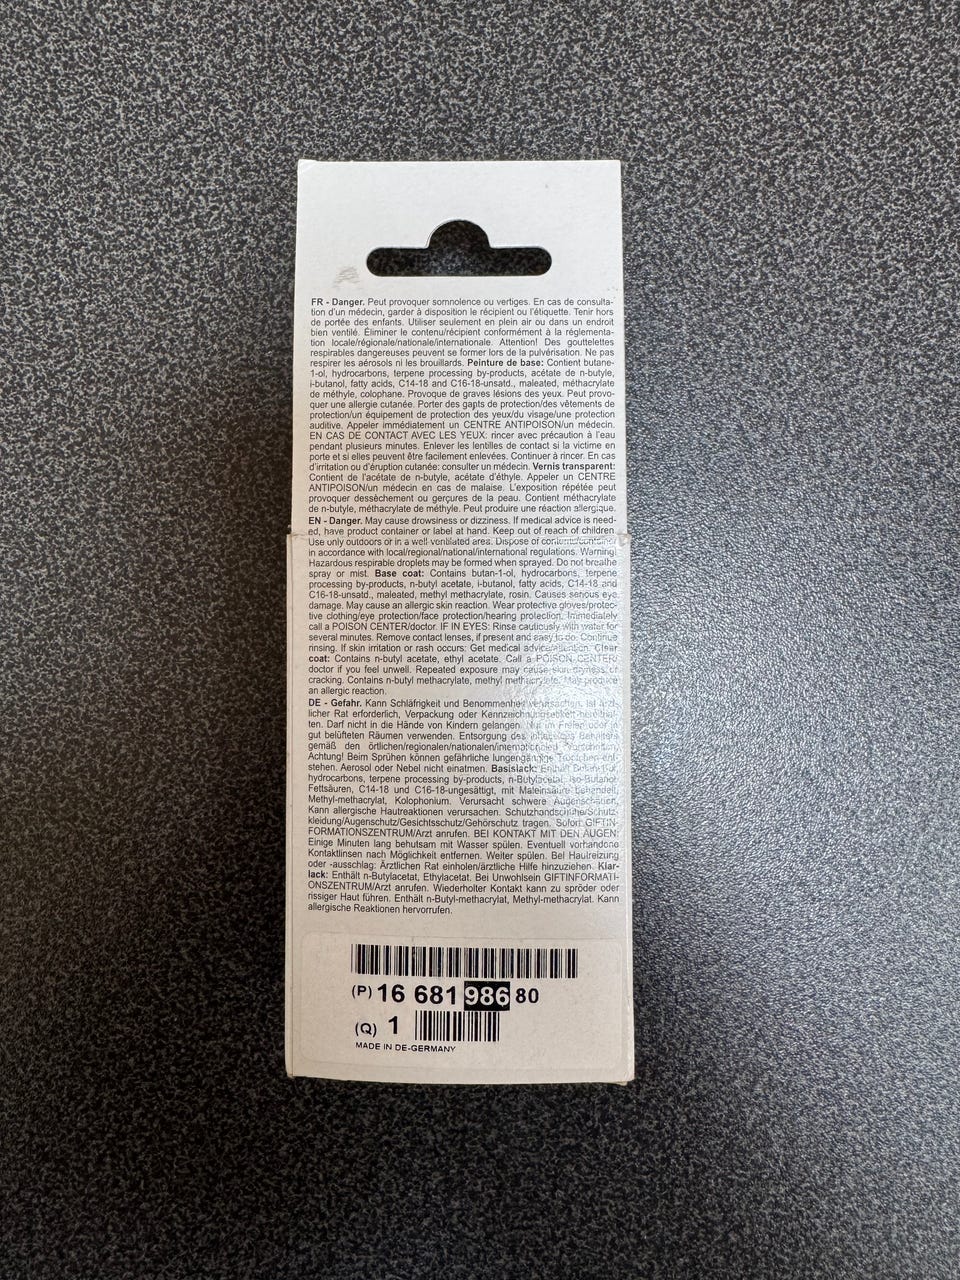 FR - Danger. Peut provoquer somnolence ou vertiges. En cas de consulta-
tion d'un médecin, garder à disposition le récipient ou l'étiquette. Tenir hors
de portée des enfants. Utiliser seulement en plein air ou dans un endroit
bien ventilé. Éliminer le contenu/récipient conformément à la réglementa-
tion locale/régionale/nationale/internationale. Attention! Des gouttelettes
respirables dangereuses peuvent se former lors de la pulvérisation. Ne pas
respirer les aérosols ni les brouillards. Peinture de base: Contient butane-
1-ol, hydrocarbons, terpene processing by-products, acétate de n-butyle,
i-butanol, fatty acids, C14-18 and C16-18-unsatd., maleated, méthacrylate
de méthyle, colophane. Provoque de graves lésions des yeux. Peut provo-
quer une allergie cutanée. Porter des gants de protection/des vêtements de
protection/un équipement de protection des yeux/du visage/une protection
auditive. Appeler immédiatement un CENTRE ANTIPOISON/un médecin.
EN CAS DE CONTACT AVEC LES YEUX: rincer avec précaution à l'eau
pendant plusieurs minutes. Enlever les lentilles de contact si la victime en
porte et si elles peuvent être facilement enlevées. Continuer à rincer. En cas
d'irritation ou d'éruption cutanée: consulter un médecin. Vernis transparent:
Contient de l'acétate de n-butyle, acétate d'éthyle. Appeler un CENTRE
ANTIPOISON/un médecin en cas de malaise. L'exposition répétée peut
provoquer dessèchement ou gerçures de la peau. Contient méthacrylate
de n-butyle, méthacrylate de méthyle. Peut produire une réaction allergique.
EN - Danger. May cause drowsiness or dizziness. If medical advice is need-
ed, have product container or label at hand. Keep out of reach of children.
Use only outdoors or in a well ventilated area. Dispose of contents/container
in accordance with local/regional/national/international regulations. Warning!
Hazardous respirable droplets may be formed when sprayed. Do not breathe
spray or mist. Base coat: Contains butan-1-ol, hydrocarbons, terpene
processing by-products, n-butyl acetate, i-butanol, fatty acids, C14-18 and
C16-18-unsatd., maleated, methyl methacrylate, rosin. Causes serious eye
damage. May cause an allergic skin reaction. Wear protective gloves/protec-
tive clothing/eye protection/face protection/hearing protection. Immediately
call a POISON CENTER/doctor. IF IN EYES: Rinse cautiously with water for
several minutes. Remove contact lenses, if present and easy to do. Continue
rinsing. If skin irritation or rash occurs: Get medical advice/attention. Clear
coat: Contains n-butyl acetate, ethyl acetate. Call a POISON CENTER/
doctor if you feel unwell. Repeated exposure may cause skin dryness or
cracking. Contains n-butyl methacrylate, methyl methacrylate. May produce
an allergic reaction.
DE - Gefahr. Kann Schläfrigkeit und Benommenheit verursachen. Ist ärzt-
licher Rat erforderlich, Verpackung oder Kennzeichnungsetikett bereithal-
ten. Darf nicht in die Hände von Kindern gelangen. Nur im Freien oder in
gut belüfteten Räumen verwenden. Entsorgung des Inhalts/des Behälters
gemäß den örtlichen/regionalen/nationalen/internationalen Vorschriften.
Achtung! Beim Sprühen können gefährliche lungengängige Tröpfchen ent-
stehen. Aerosol oder Nebel nicht einatmen. Basislack: Enthält Butan-1-ol,
hydrocarbons, terpene processing by-products, n-Butylacetat, iso-Butanol
Fettsäuren, C14-18 und C16-18-ungesättigt, mit Maleinsäure behandelt,
Methyl-methacrylat, Kolophonium. Verursacht schwere Augenschäden.
Kann allergische Hautreaktionen verursachen. Schutzhandschuhe/Schutz-
kleidung/Augenschutz/Gesichtsschutz/Gehörschutz tragen. Sofort GIFTIN-
FORMATIONSZENTRUM/Arzt anrufen. BEI KONTAKT MIT DEN AUGEN:
Einige Minuten lang behutsam mit Wasser spülen. Eventuell vorhandene
Kontaktlinsen nach Möglichkeit entfernen. Weiter spülen. Bei Hautreizung
oder -ausschlag: Ärztlichen Rat einholen/ärztliche Hilfe hinzuziehen. Klar-
lack: Enthält n-Butylacetat, Ethylacetat. Bei Unwohlsein GIFTINFORMATI-
ONSZENTRUM/Arzt anrufen. Wiederholter Kontakt kann zu spröder oder
rissiger Haut führen. Enthält n-Butyl-methacrylat, Methyl-methacrylat. Kann
allergische Reaktionen hervorrufen.
(P) 16 681 986 80
(Q) 1
MADE IN DE-GERMANY